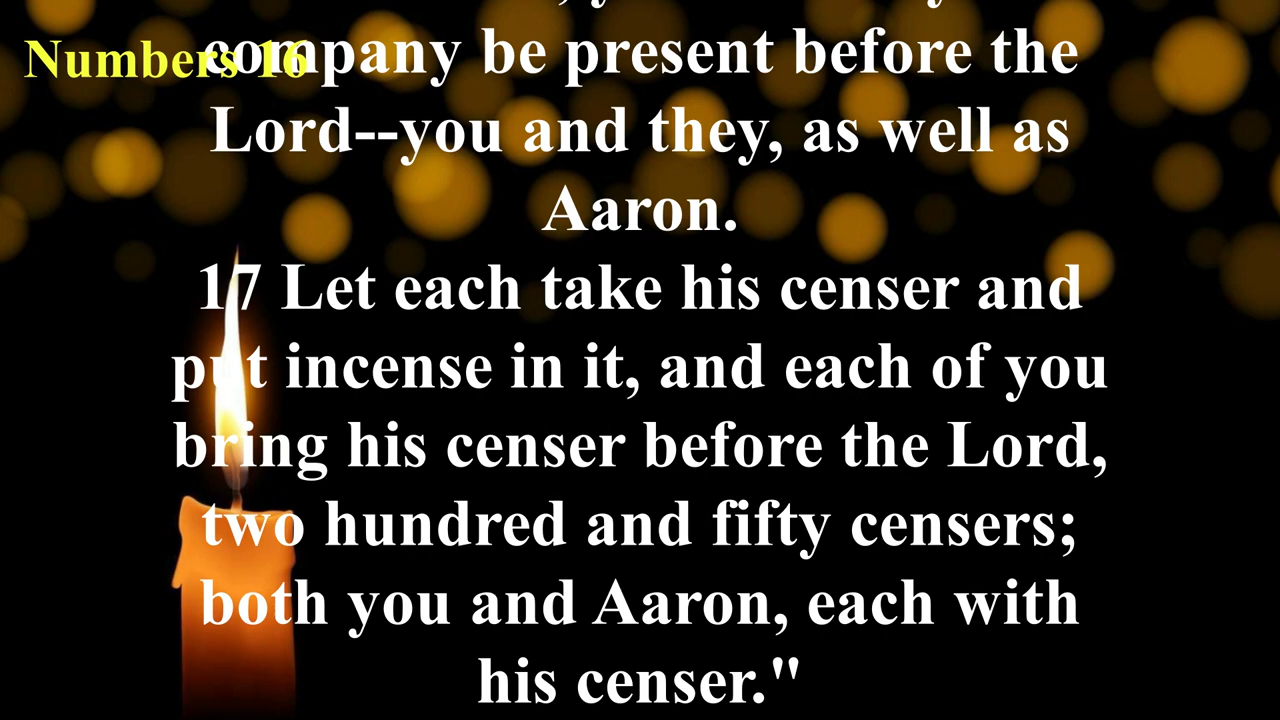 Numbers 16
company be present before the
Lord--you and they, as well as
Aaron.
17 Let each take his censer and
put incense in it, and each of you
bring his censer before the Lord,
two hundred and fifty censers;
both you and Aaron, each with
his censer."